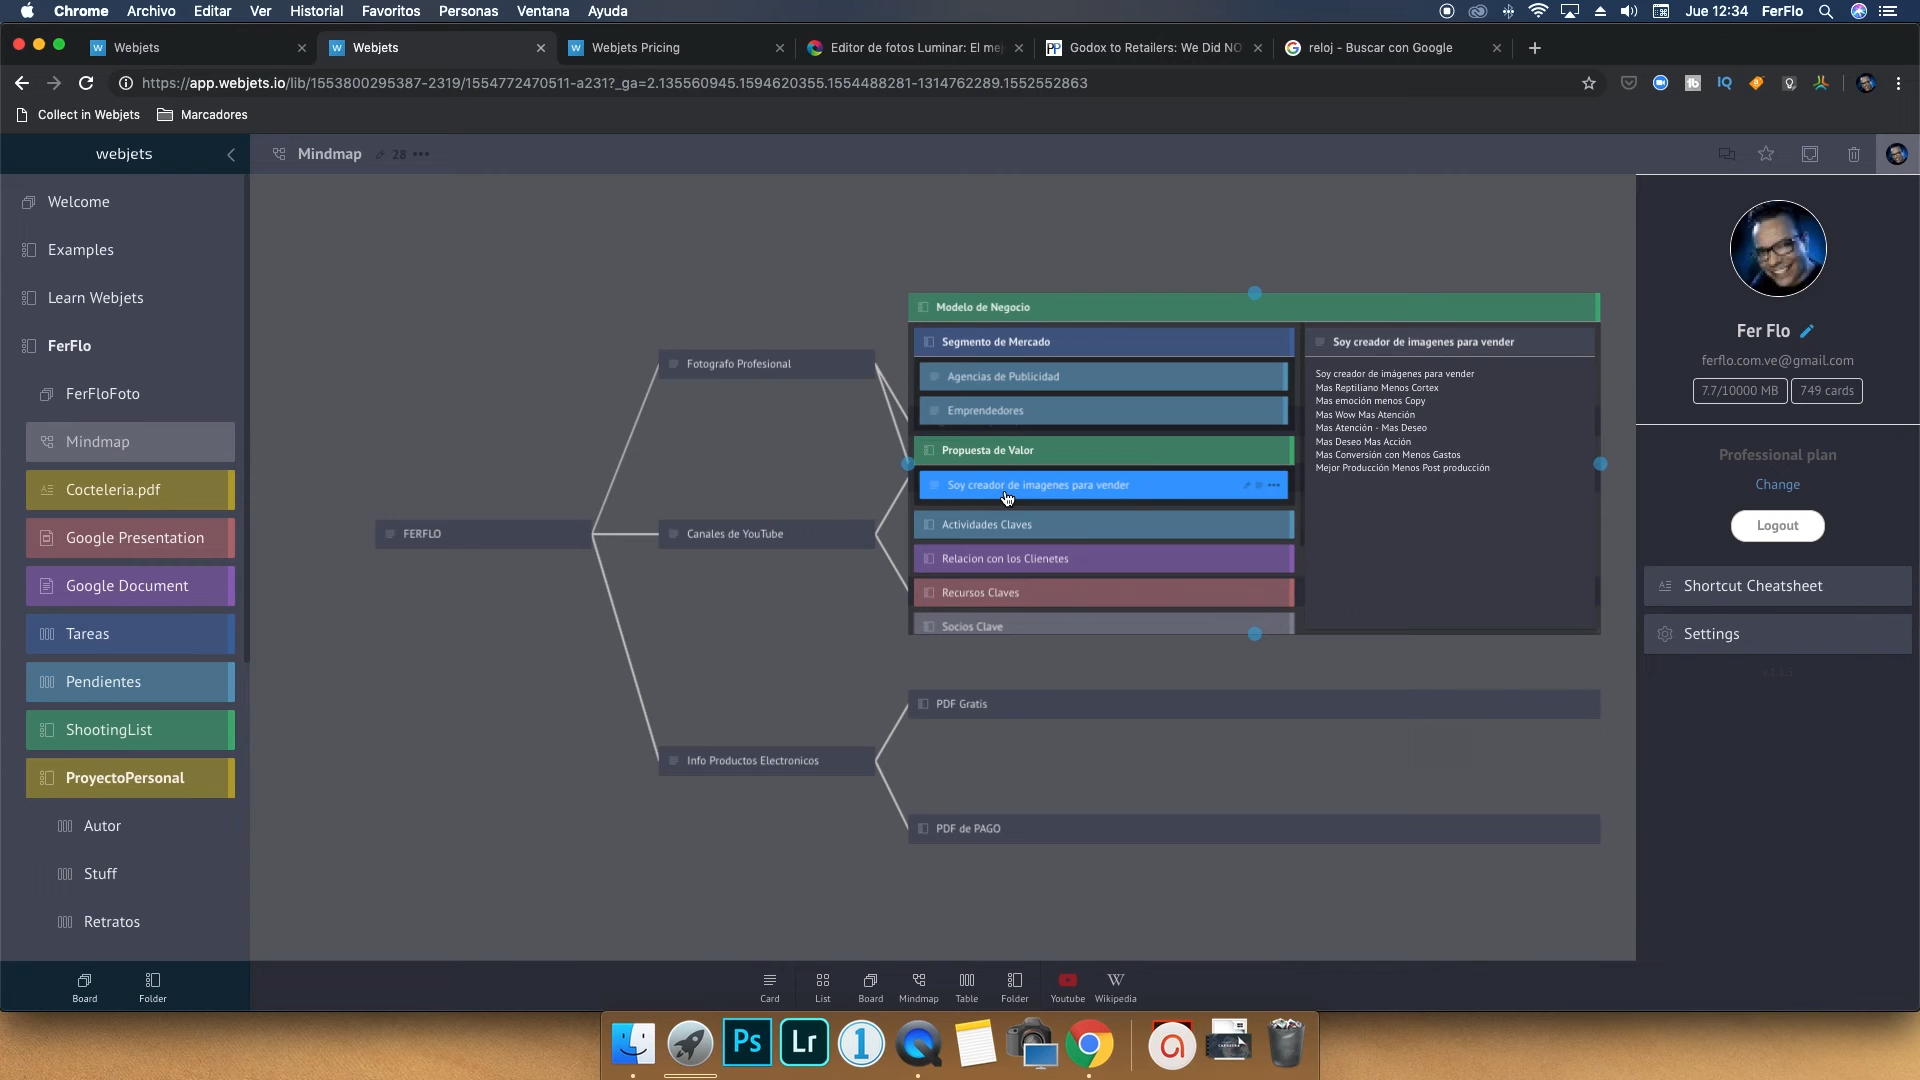 Chrome Archivo Editar Ver Historial Favoritos Personas Ventana Ayuda
Jue 12:34 FerFlo
Webjets
Webjets
Webjets Pricing
Editor de fotos Luminar: El me
Godox to Retailers: We Did NO
reloj - Buscar con Google
https://app.webjets.io/lib/1553800295387-2319/1554772470511-a231?_ga=2.135560945.1594620355.1554488281-1314762289.1552552863
Collect in Webjets Marcadores
webjets
Mindmap 28
Welcome
Examples
Learn Webjets
FerFlo
FerFloFoto
Mindmap
Cocteleria.pdf
Google Presentation
Google Document
Tareas
Pendientes
ShootingList
ProyectoPersonal
Autor
Stuff
Retratos
Board Folder
FERFLO
Fotografo Profesional
Canales de YouTube
Info Productos Electronicos
Modelo de Negocio
Segmento de Mercado
Agencias de Publicidad
Emprendedores
Propuesta de Valor
Soy creador de imagenes para vender
Actividades Claves
Relacion con los Clienetes
Recursos Claves
Socios Clave
Soy creador de imagenes para vender
Soy creador de imágenes para vender
Mas Reptiliano Menos Cortex
Mas emoción menos Copy
Mas Wow Mas Atención
Mas Atención - Mas Deseo
Mas Deseo Mas Acción
Mas Conversión con Menos Gastos
Mejor Producción Menos Post producción
PDF Gratis
PDF de PAGO
Fer Flo
ferflo.com.ve@gmail.com
7.7/10000 MB 749 cards
Professional plan
Change
Logout
Shortcut Cheatsheet
Settings
Card List Board Mindmap Table Folder Youtube Wikipedia
Ps Lr 1